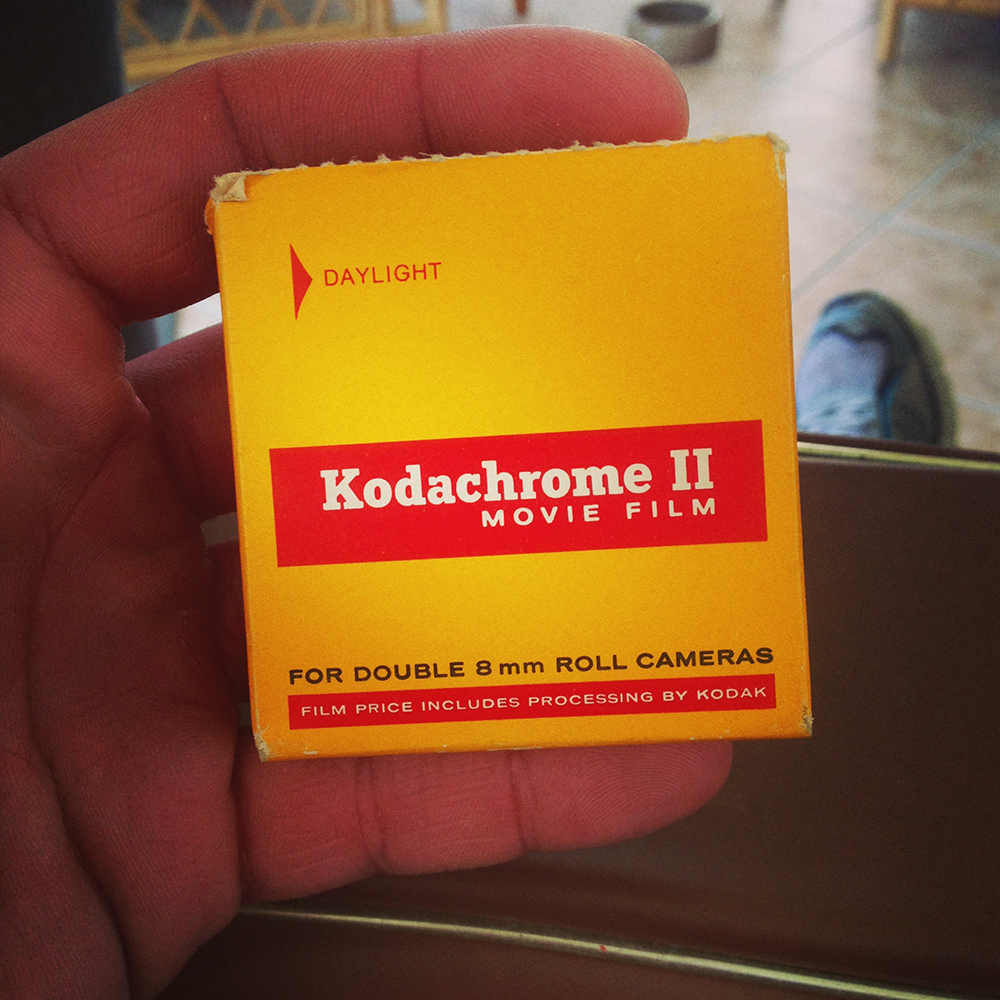 DAYLIGHT
Kodachrome II
MOVIE FILM
FOR DOUBLE 8 mm ROLL CAMERAS
FILM PRICE INCLUDES PROCESSING BY KODAK